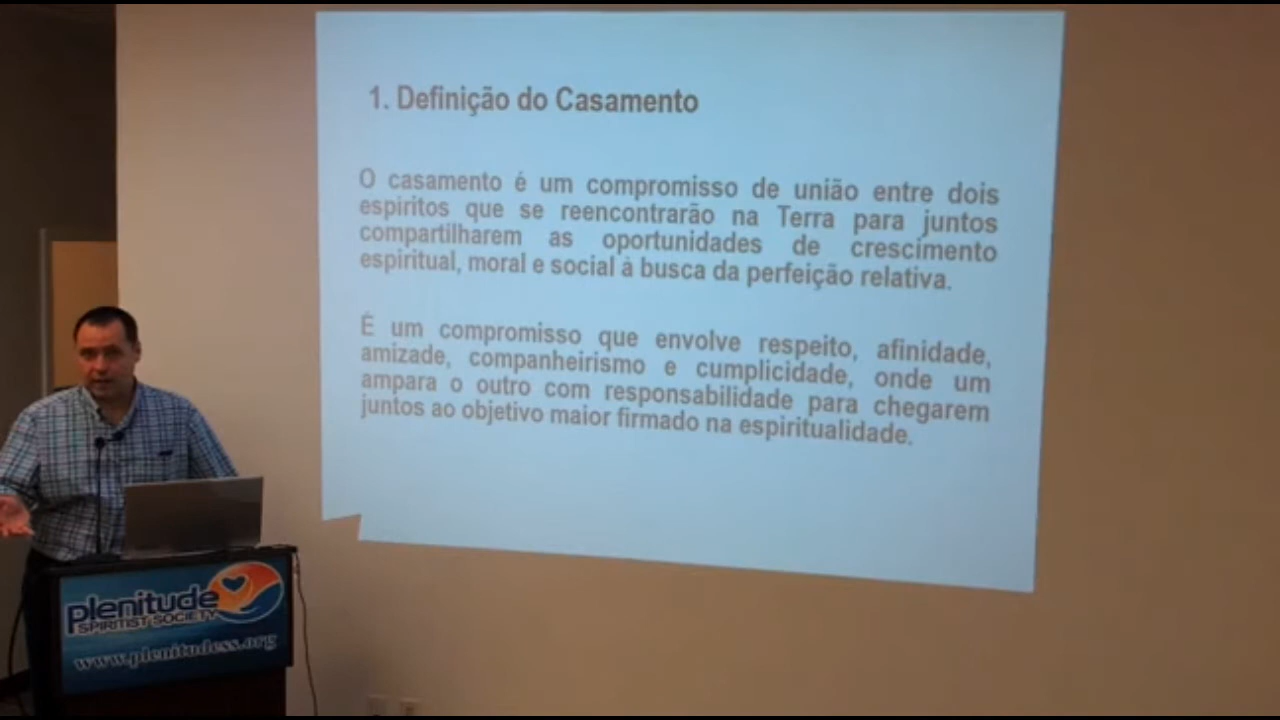 1. Definição do Casamento
O casamento é um compromisso de união entre dois
espiritos que se reencontrarão na Terra para juntos
compartilharem as oportunidades de crescimento
espiritual, moral e social à busca da perfeição relativa.
É um compromisso que envolve respeito, afinidade,
amizade, companheirismo e cumplicidade, onde um
ampara o outro com responsabilidade para chegarem
juntos ao objetivo maior firmado na espiritualidade.
plenitude
SPIRITIST SOCIETY
www.plenitudess.org